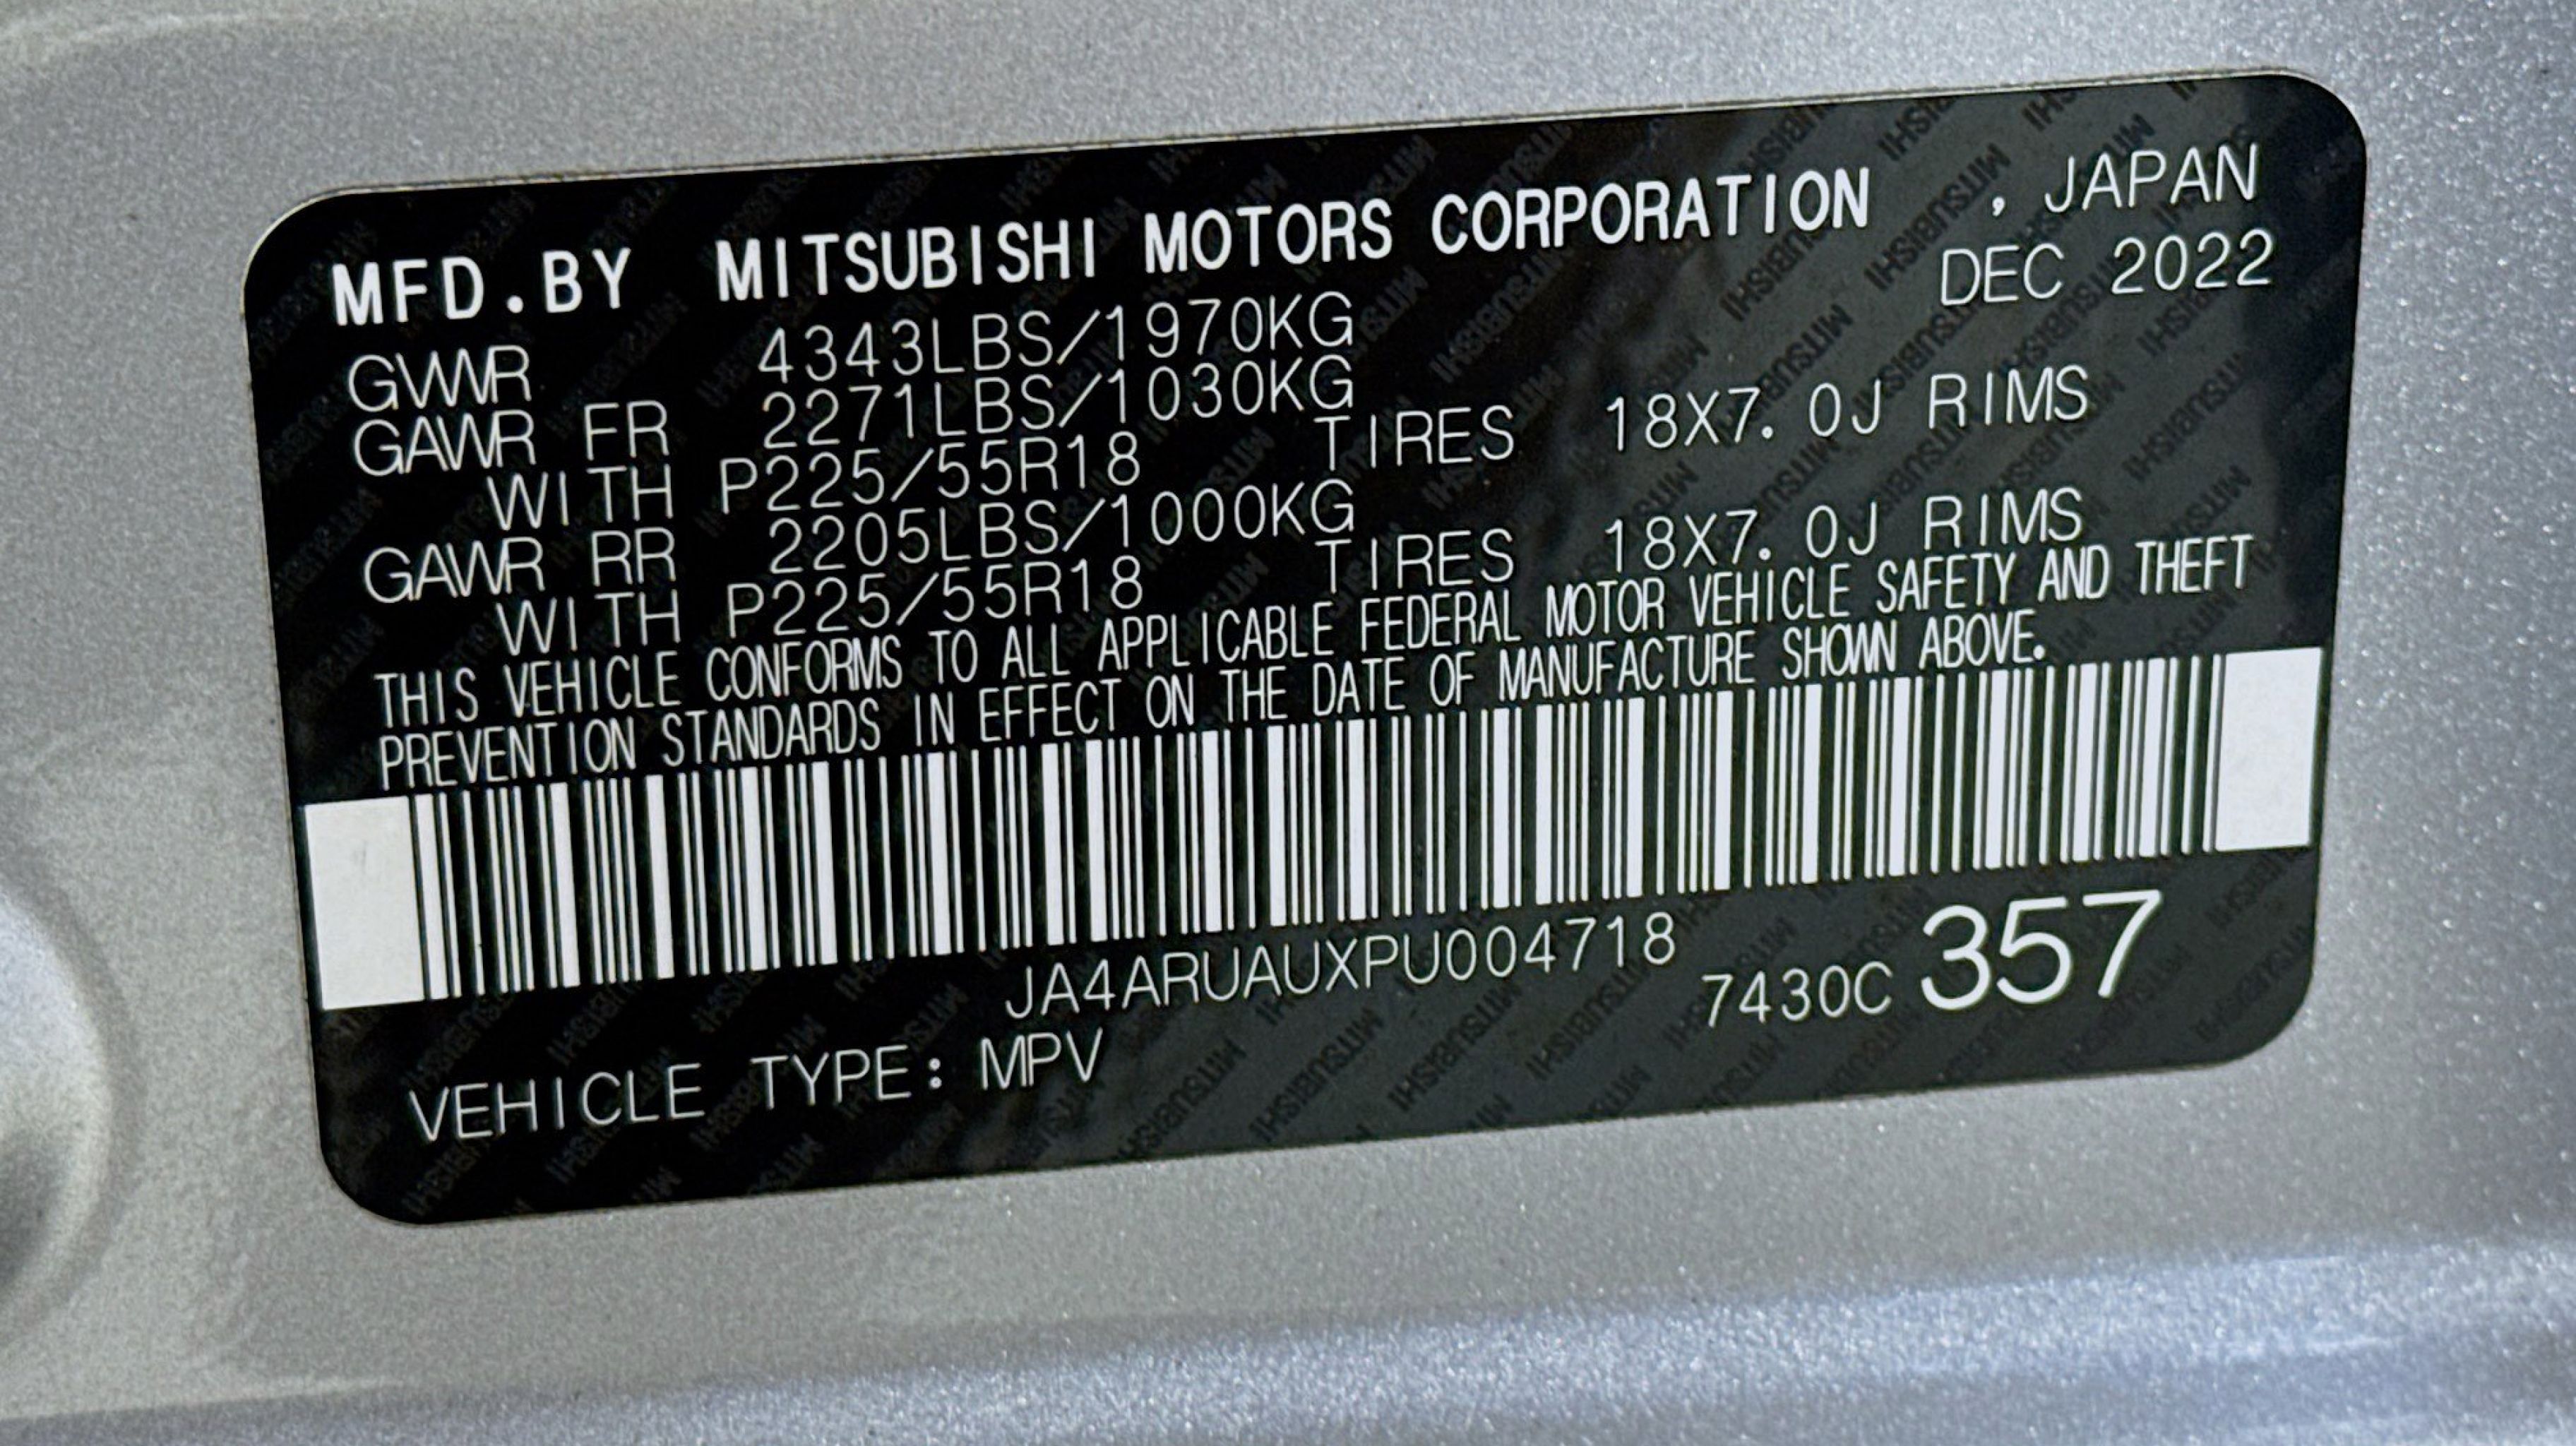 MFD.BY MITSUBISHI MOTORS CORPORATION , JAPAN
DEC 2022
GVWR 4343LBS/1970KG
GAWR FR 2271LBS/1030KG
WITH P225/55R18 TIRES 18X7.0J RIMS
GAWR RR 2205LBS/1000KG
WITH P225/55R18 TIRES 18X7.0J RIMS
THIS VEHICLE CONFORMS TO ALL APPLICABLE FEDERAL MOTOR VEHICLE SAFETY AND THEFT
PREVENTION STANDARDS IN EFFECT ON THE DATE OF MANUFACTURE SHOWN ABOVE.
JA4ARUAUXPU004718
7430C 357
VEHICLE TYPE: MPV